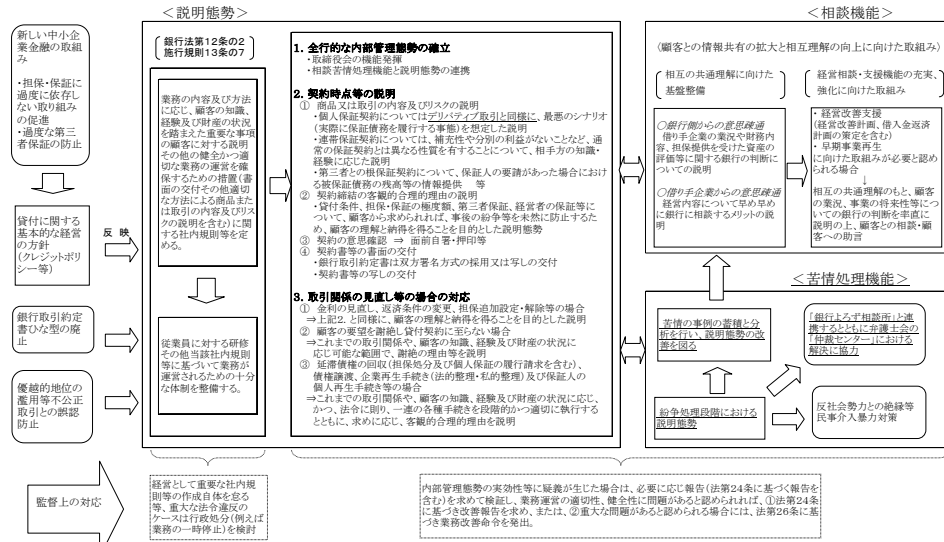 ＜説明態勢＞
＜相談機能＞
新しい中小企
業金融の取組
み
・担保・保証に
過度に依存し
ない取り組み
の促進
・過度な第三
者保証の防止
貸付に関する
基本的な経営
の方針
(クレジットポリ
シー等)
反 映
銀行取引約定
書ひな型の廃
止
優越的地位の
濫用等不公正
取引との誤認
防止
監督上の対応
銀行法第12条の2
施行規則13条の7
業務の内容及び方法
に応じ、顧客の知識、
経験及び財産の状況
を踏まえた重要な事項
の顧客に対する説明
その他の健全かつ適
切な業務の運営を確
保するための措置(書
面の交付その他適切
な方法による商品また
は取引の内容及びリス
クの説明を含む)に関
する社内規則等を定
める。
従業員に対する研修
その他当該社内規則
等に基づいて業務が
運営されるための十分
な体制を整備する。
1. 全行的な内部管理態勢の確立
・取締役会の機能発揮
・相談苦情処理機能と説明態勢の連携
2. 契約時点等の説明
① 商品又は取引の内容及びリスクの説明
・個人保証契約についてはデリバティブ取引と同様に、最悪のシナリオ
(実際に保証債務を履行する事態)を想定した説明
・連帯保証契約については、補充性や分別の利益がないことなど、通
常の保証契約とは異なる性質を有することについて、相手方の知識・
経験に応じた説明
・第三者との根保証契約について、保証人の要請があった場合におけ
る被保証債務の残高等の情報提供　等
② 契約締結の客観的合理的理由の説明
・貸付条件、担保・保証の極度額、第三者保証、経営者の保証等につ
いて、顧客から求められれば、事後の紛争等を未然に防止するため、
顧客の理解と納得を得ることを目的とした説明態勢
③ 契約の意思確認 ⇒ 面前自署・押印等
④ 契約書等の書面の交付
・銀行取引約定書は双方署名方式の採用又は写しの交付
・契約書等の写しの交付
3. 取引関係の見直し等の場合の対応
① 金利の見直し、返済条件の変更、担保追加設定・解除等の場合
⇒上記2. と同様に、顧客の理解と納得を得ることを目的とした説明
② 顧客の要望を謝絶し貸付契約に至らない場合
⇒これまでの取引関係や、顧客の知識、経験及び財産の状況に
応じ可能な範囲で、謝絶の理由等を説明
③ 延滞債権の回収(担保処分及び個人保証の履行請求を含む)、
債権譲渡、企業再生手続き(法的整理・私的整理)及び保証人の
個人再生手続き等の場合
⇒これまでの取引関係や、顧客の知識、経験及び財産の状況に応じ、
かつ、法令に則り、一連の各種手続きを段階的かつ適切に執行する
とともに、求めに応じ、客観的合理的理由を説明
(顧客との情報共有の拡大と相互理解の向上に向けた取組み)
相互の共通理解に向けた
基盤整備
○銀行側からの意思疎通
借り手企業の業況や財務内
容、担保提供を受けた資産の
評価等に関する銀行の判断に
ついての説明
○借り手企業からの意思疎通
経営内容について早め早
めに銀行に相談するメリットの説
明
経営相談・支援機能の充実、
強化に向けた取組み
・経営改善支援
(経営改善計画、借入金返済
計画の策定を含む)
・早期事業再生
に向けた取組みが必要と認め
られる場合
↓
相互の共通理解のもと、顧客
の業況、事業の将来性等につ
いての銀行の判断を率直に
説明の上、顧客との相談・顧
客への助言
＜苦情処理機能＞
苦情の事例の蓄積と分
析を行い、説明態勢の改
善を図る
「銀行よろず相談所」と連
携するとともに弁護士会の
「仲裁センター」における
解決に協力
紛争処理段階における
説明態勢
反社会勢力との絶縁等
民事介入暴力対策
経営として重要な社内規
則等の作成自体を怠る
等、重大な法令違反の
ケースは行政処分(例えば
業務の一時停止)を検討
内部管理態勢の実効性等に疑義が生じた場合は、必要に応じ報告(法第24条に基づく報告を
含む)を求めて検証し、業務運営の適切性、健全性に問題があると認められれば、①法第24条
に基づき改善報告を求め、または、②重大な問題があると認められる場合には、法第26条に基
づき業務改善命令を発出。